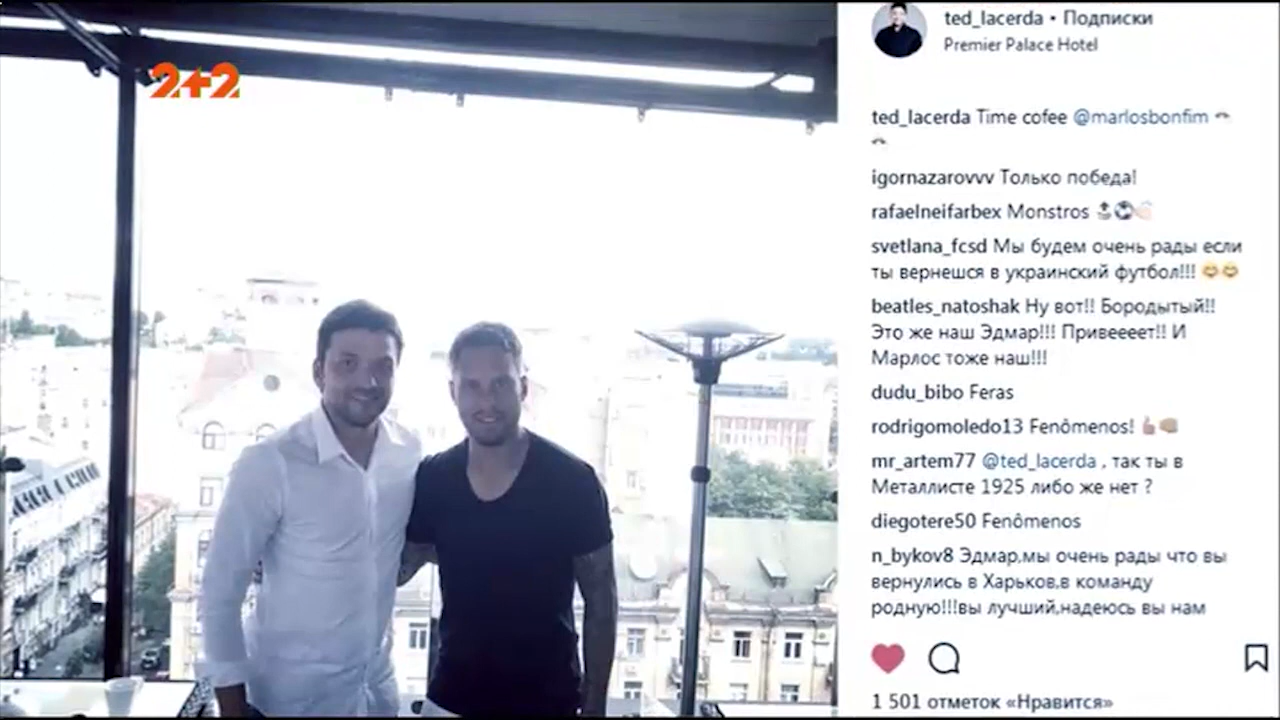 2+2
ted_lacerda • Подписки
Premier Palace Hotel
ted_lacerda Time cofee @marlosbonfim
igornazarovvv Только победа!
rafaelneifarbex Monstros
svetlana_fcsd Мы будем очень рады если
ты вернешся в украинский футбол!!!
beatles_natoshak Ну вот!! Бородытый!!
Это же наш Эдмар!!! Привеееет!! И
Марлос тоже наш!!!
dudu_bibo Feras
rodrigomoledo13 Fenômenos!
mr_artem77 @ted_lacerda , так ты в
Металлисте 1925 либо же нет ?
diegotere50 Fenômenos
n_bykov8 Эдмар,мы очень рады что вы
вернулись в Харьков,в команду
родную!!!вы лучший,надеюсь вы нам
1 501 отметок «Нравится»